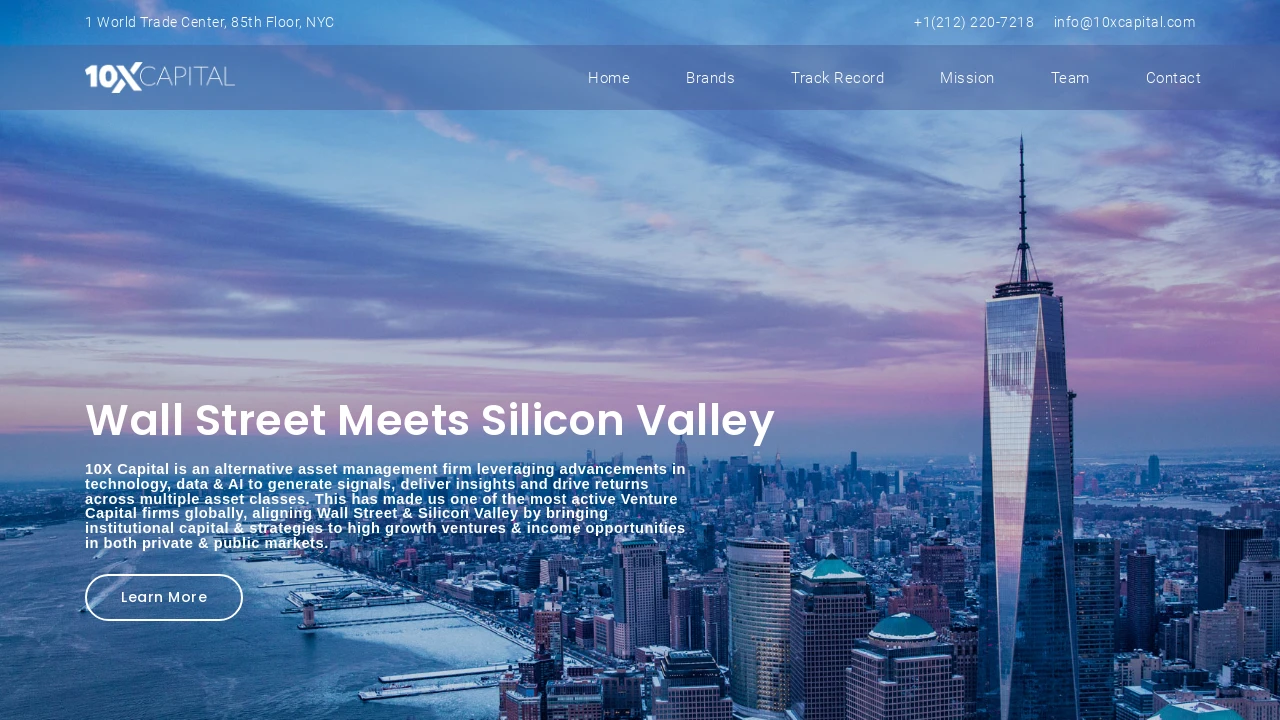 1 World Trade Center, 85th Floor, NYC
+1(212) 220-7218 info@10xcapital.com
10XCAPITAL
Home Brands Track Record Mission Team Contact
Wall Street Meets Silicon Valley
10X Capital is an alternative asset management firm leveraging advancements in
technology, data & AI to generate signals, deliver insights and drive returns
across multiple asset classes. This has made us one of the most active Venture
Capital firms globally, aligning Wall Street & Silicon Valley by bringing
institutional capital & strategies to high growth ventures & income opportunities
in both private & public markets.
Learn More